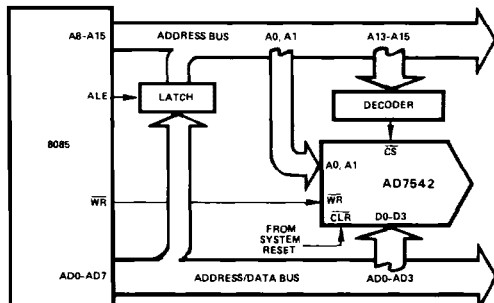 A8-A15
ADDRESS BUS
A0, A1
A13-A15
ALE
LATCH
DECODER
8085
CS
A0, A1
AD7542
WR
WR
CLR
D0-D3
FROM
SYSTEM
RESET
AD0-AD7
ADDRESS/DATA BUS
AD0-AD3